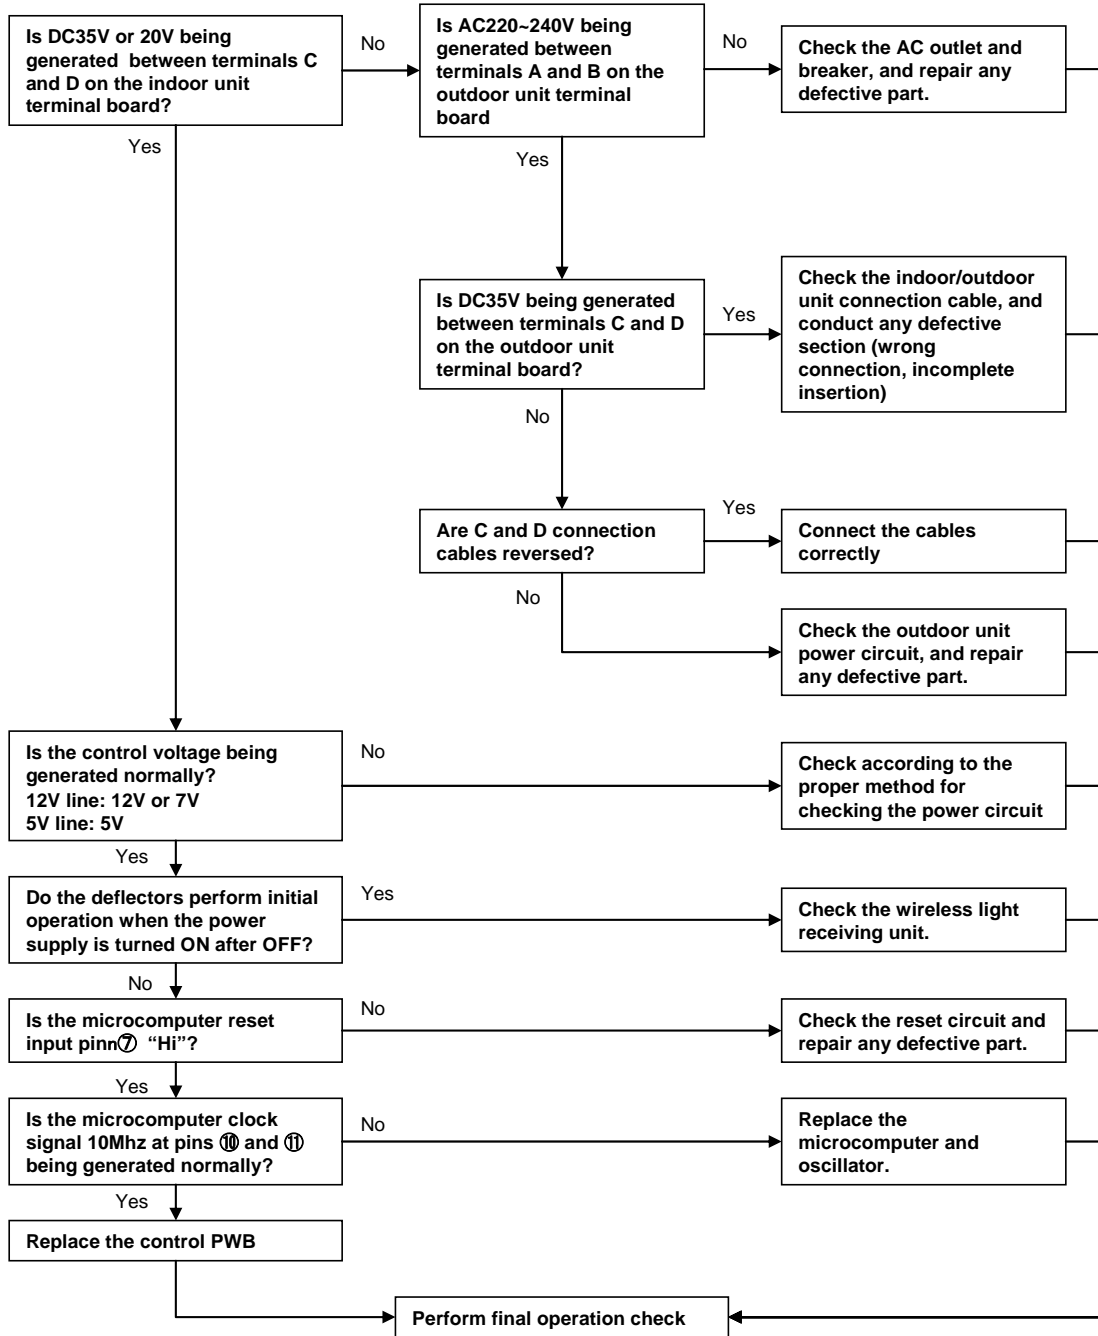 Is DC35V or 20V being
generated between terminals C
and D on the indoor unit
terminal board?
No
Is AC220~240V being
generated between
terminals A and B on the
outdoor unit terminal
board
No
Check the AC outlet and
breaker, and repair any
defective part.
Yes
Yes
Is DC35V being generated
between terminals C and D
on the outdoor unit
terminal board?
Yes
Check the indoor/outdoor
unit connection cable, and
conduct any defective
section (wrong
connection, incomplete
insertion)
No
Are C and D connection
cables reversed?
Yes
Connect the cables
correctly
No
Check the outdoor unit
power circuit, and repair
any defective part.
Is the control voltage being
generated normally?
12V line: 12V or 7V
5V line: 5V
No
Check according to the
proper method for
checking the power circuit
Yes
Do the deflectors perform initial
operation when the power
supply is turned ON after OFF?
Yes
Check the wireless light
receiving unit.
No
Is the microcomputer reset
input pinn⑦ “Hi”?
No
Check the reset circuit and
repair any defective part.
Yes
Is the microcomputer clock
signal 10Mhz at pins ⑩ and ⑪
being generated normally?
No
Replace the
microcomputer and
oscillator.
Yes
Replace the control PWB
Perform final operation check